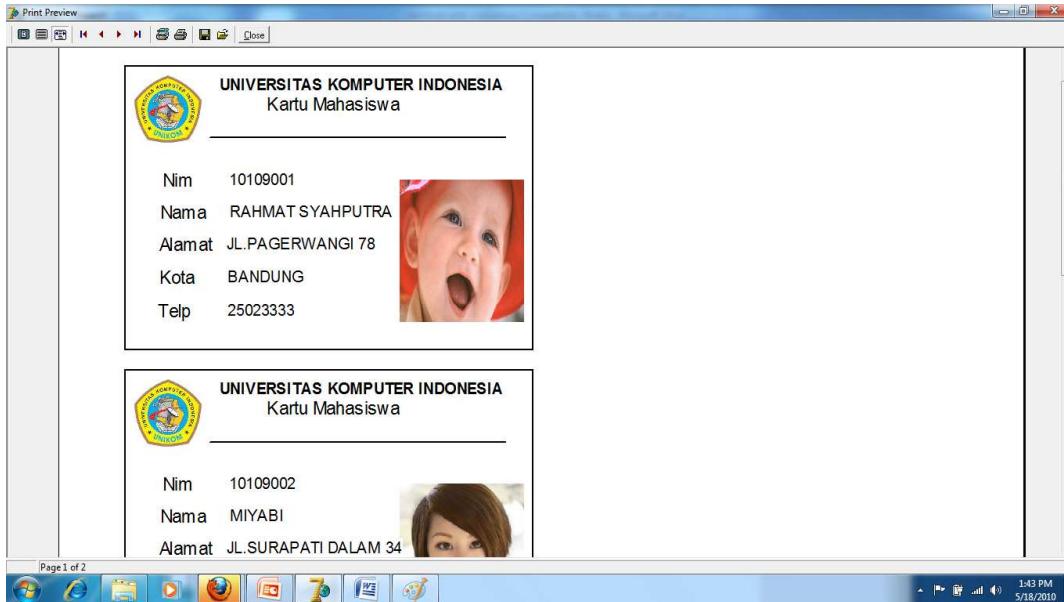 Print Preview
Close
UNIVERSITAS KOMPUTER INDONESIA
Kartu Mahasiswa
UNIKOM
Nim 10109001
Nama RAHMAT SYAHPUTRA
Alamat JL.PAGERWANGI 78
Kota BANDUNG
Telp 25023333
UNIVERSITAS KOMPUTER INDONESIA
Kartu Mahasiswa
UNIKOM
Nim 10109002
Nama MIYABI
Alamat JL.SURAPATI DALAM 34
Page 1 of 2
1:43 PM
5/18/2010